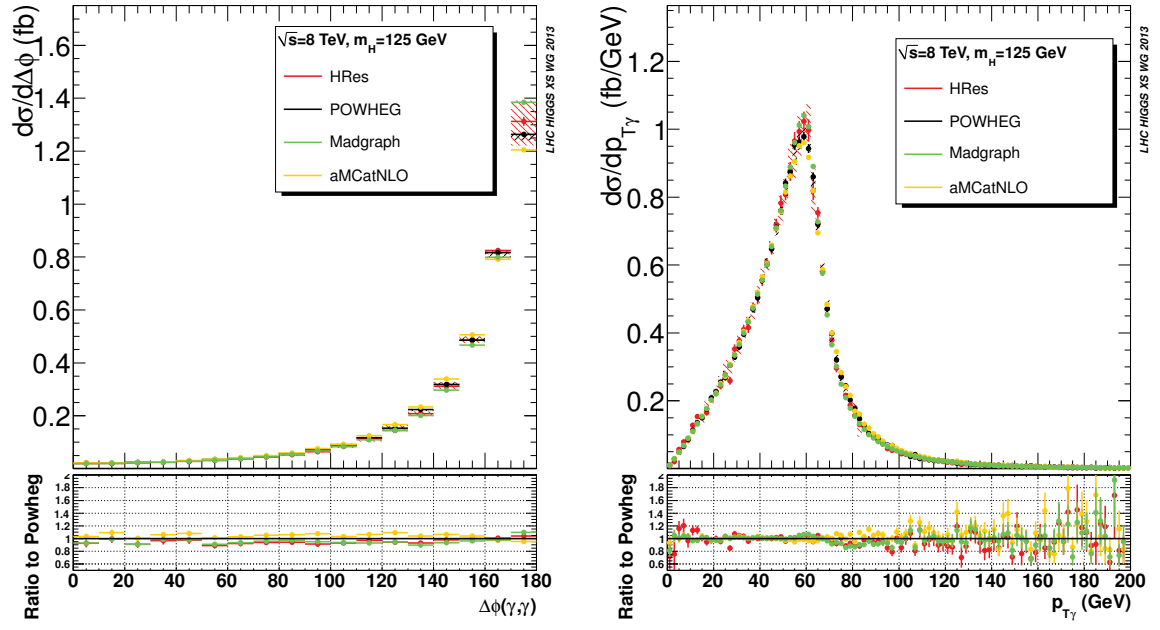 dσ/dΔϕ (fb)
1.6
1.4
1.2
1
0.8
0.6
0.4
0.2
√s=8 TeV, m_H=125 GeV
HRes
POWHEG
Madgraph
aMCatNLO
LHC HIGGS XS WG 2013
Ratio to Powheg
2
1.8
1.6
1.4
1.2
1
0.8
0.6
0 20 40 60 80 100 120 140 160 180
Δϕ(γ,γ)
dσ/dp_Tγ (fb/GeV)
1.2
1
0.8
0.6
0.4
0.2
√s=8 TeV, m_H=125 GeV
HRes
POWHEG
Madgraph
aMCatNLO
LHC HIGGS XS WG 2013
Ratio to Powheg
2
1.8
1.6
1.4
1.2
1
0.8
0.6
0 20 40 60 80 100 120 140 160 180 200
p_Tγ (GeV)